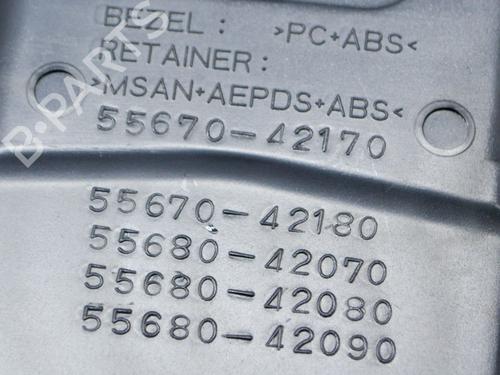 BEZEL: >PC+ABS<
RETAINER:
>MSAN+AEPDS+ABS<
55670-42170
55670-42180
55680-42070
55680-42080
55680-42090
B-PARTS